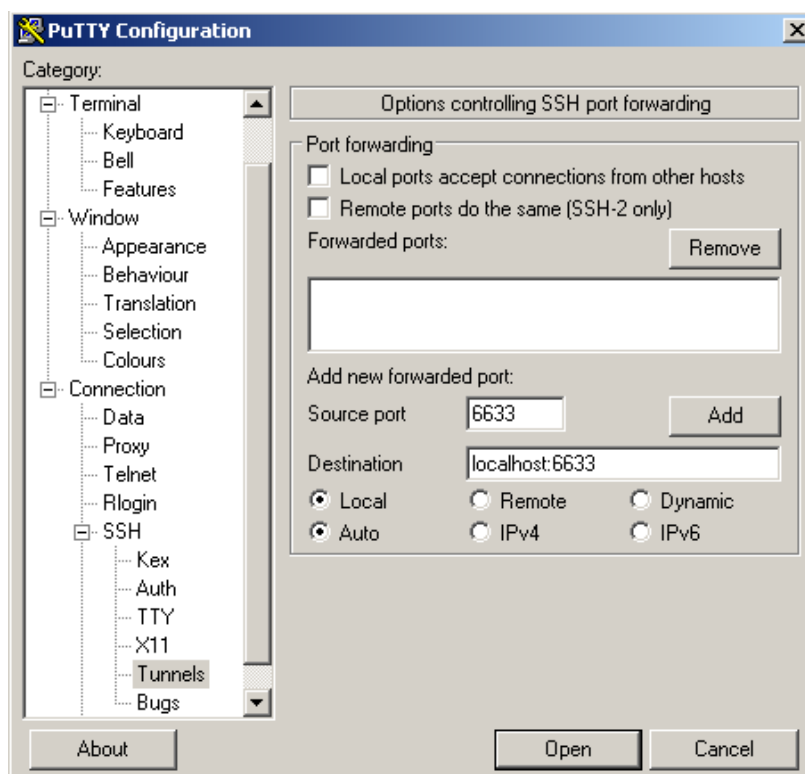 PuTTY Configuration
Category:
Terminal
Keyboard
Bell
Features
Window
Appearance
Behaviour
Translation
Selection
Colours
Connection
Data
Proxy
Telnet
Rlogin
SSH
Kex
Auth
TTY
X11
Tunnels
Bugs
Options controlling SSH port forwarding
Port forwarding
Local ports accept connections from other hosts
Remote ports do the same (SSH-2 only)
Forwarded ports: Remove
Add new forwarded port:
Source port 6633 Add
Destination localhost:6633
Local Remote Dynamic
Auto IPv4 IPv6
About Open Cancel